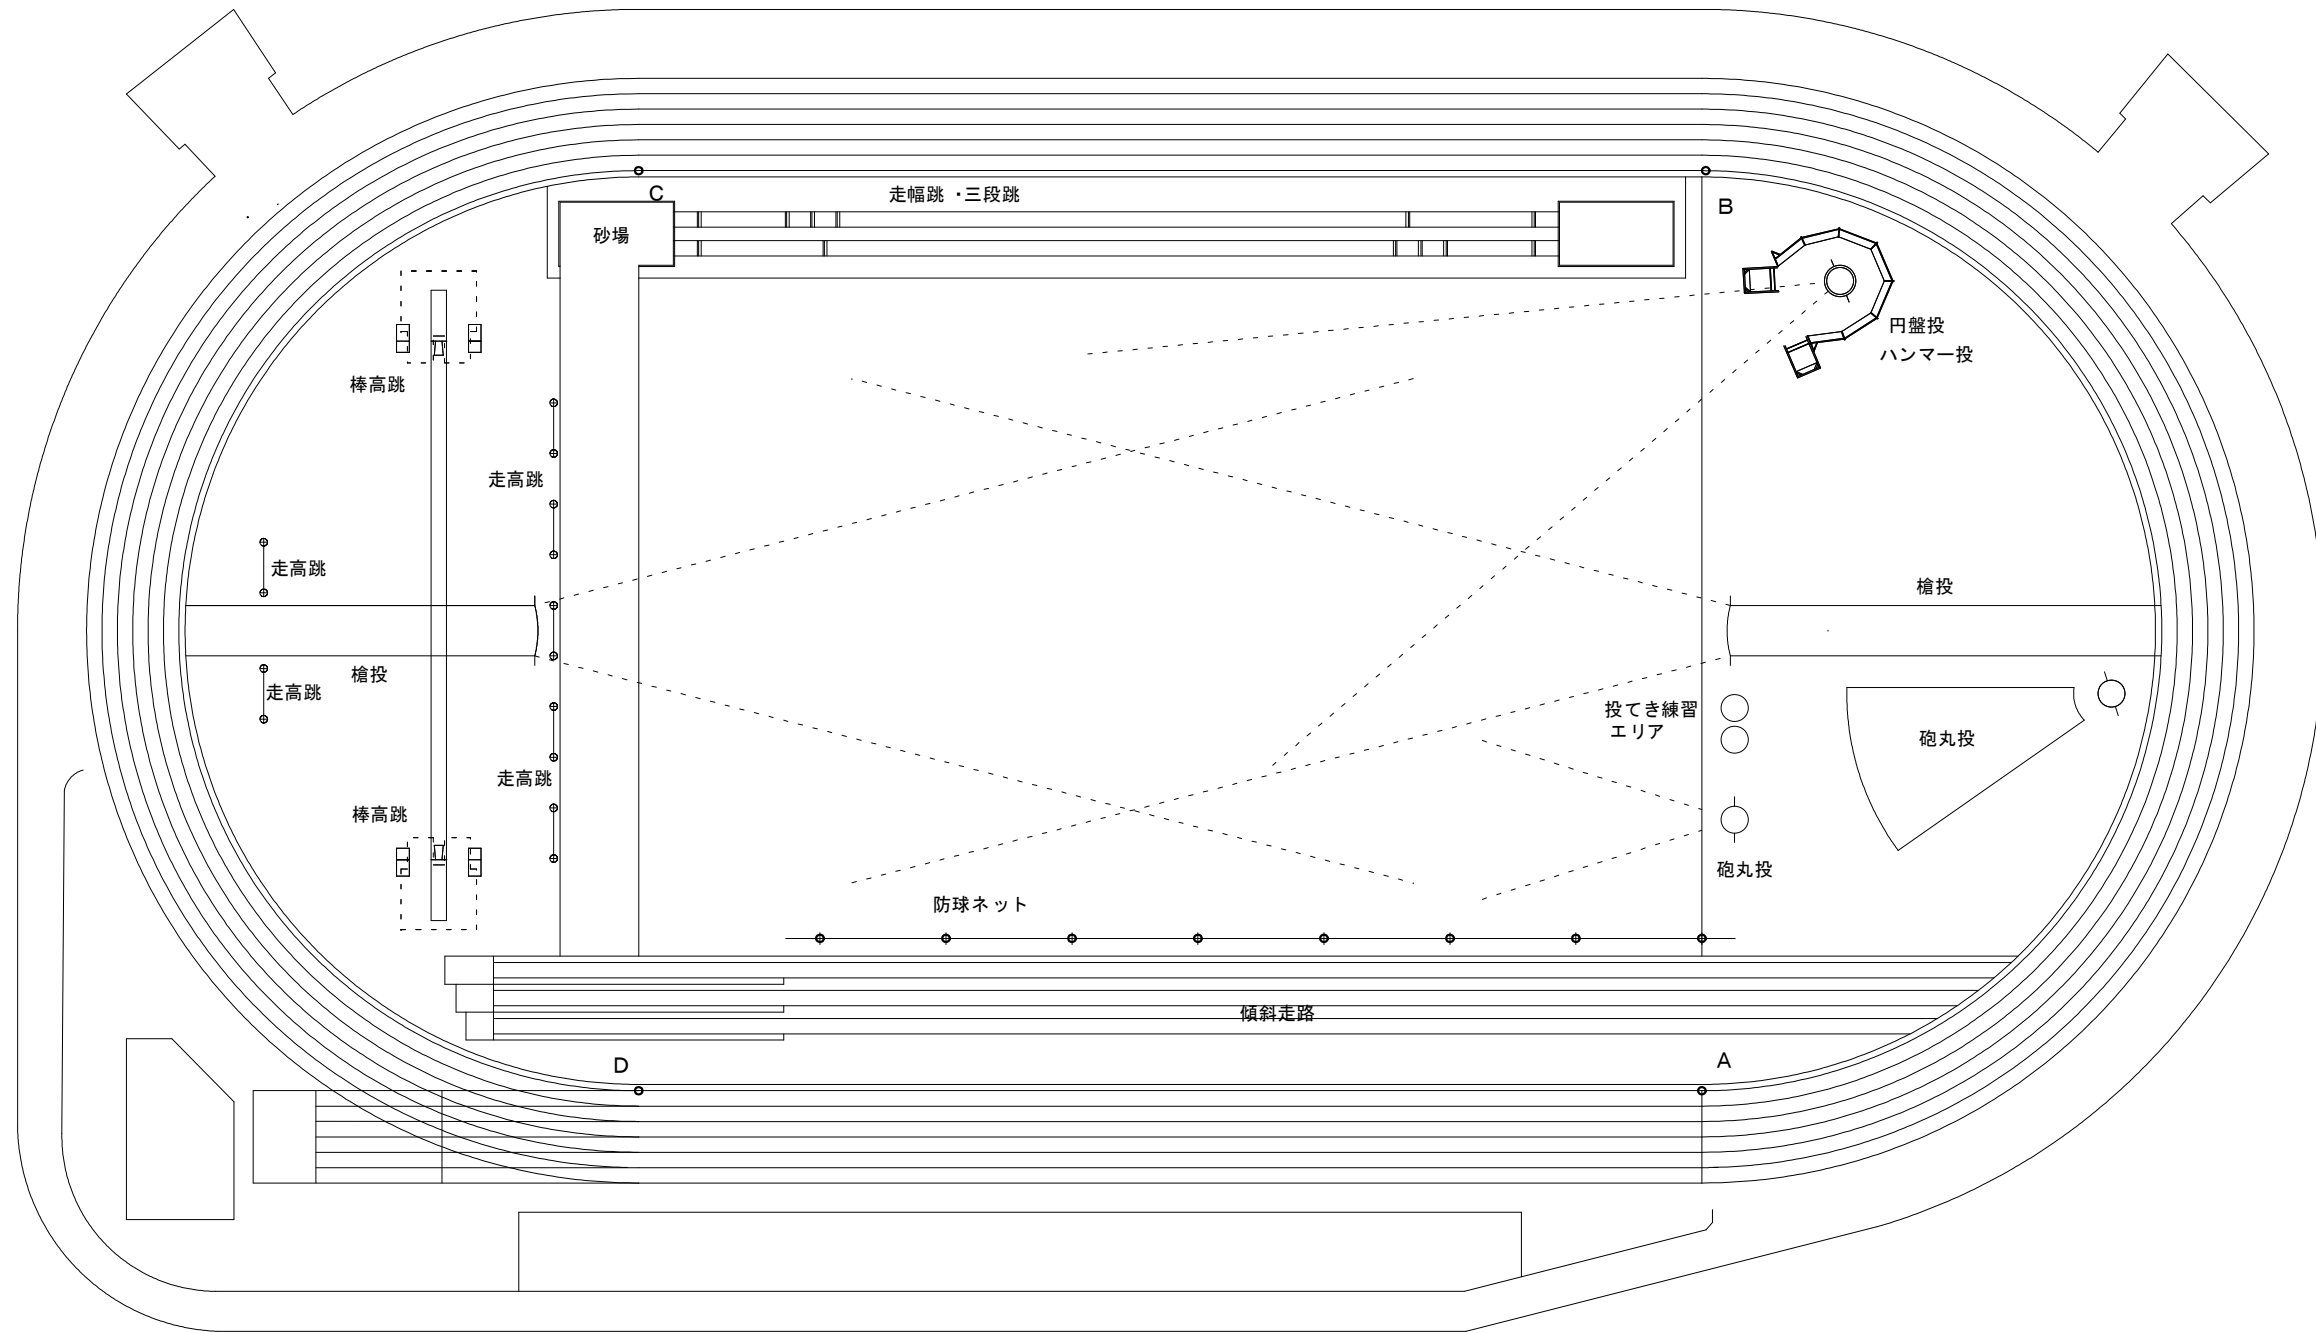 走幅跳・三段跳
C
B
砂場
円盤投
ハンマー投
棒高跳
走高跳
走高跳
槍投
槍投
走高跳
投てき練習
エリア
砲丸投
走高跳
棒高跳
砲丸投
防球ネット
傾斜走路
D
A